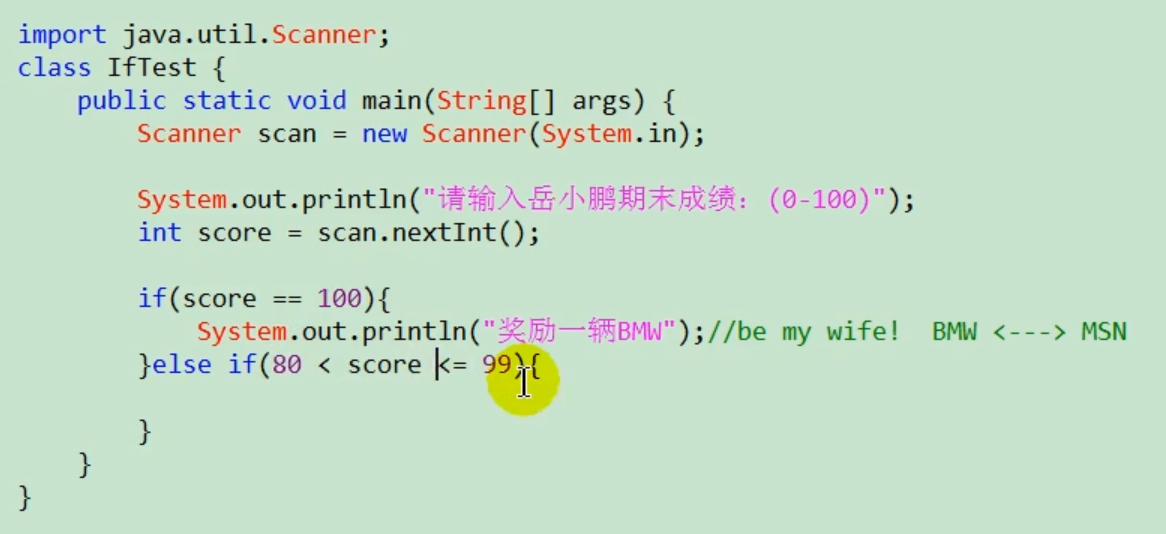 import java.util.Scanner;
class IfTest {
public static void main(String[] args) {
Scanner scan = new Scanner(System.in);
System.out.println("请输入岳小鹏期末成绩：(0-100)");
int score = scan.nextInt();
if(score == 100){
System.out.println("奖励一辆BMW");//be my wife!  BMW <---> MSN
}else if(80 < score <= 99){
}
}
}